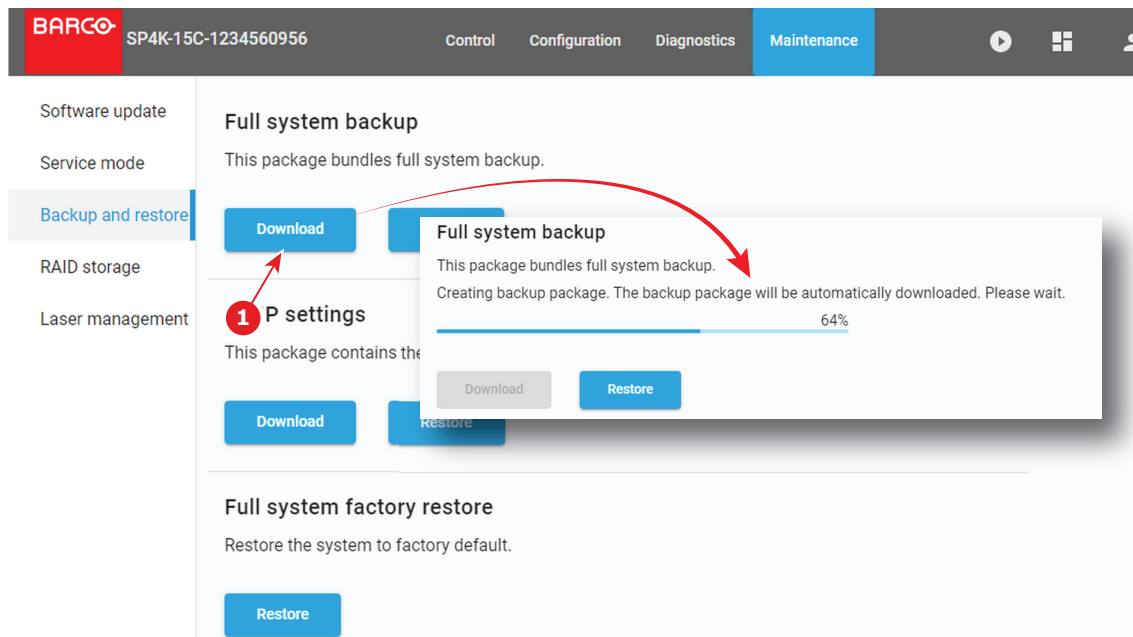 BARCO
SP4K-15C-1234560956
Control
Configuration
Diagnostics
Maintenance
Software update
Service mode
Backup and restore
RAID storage
Laser management
Full system backup
This package bundles full system backup.
Download
Full system backup
This package bundles full system backup.
Creating backup package. The backup package will be automatically downloaded. Please wait.
64%
Download
Restore
1
P settings
This package contains the
Download
Restore
Full system factory restore
Restore the system to factory default.
Restore